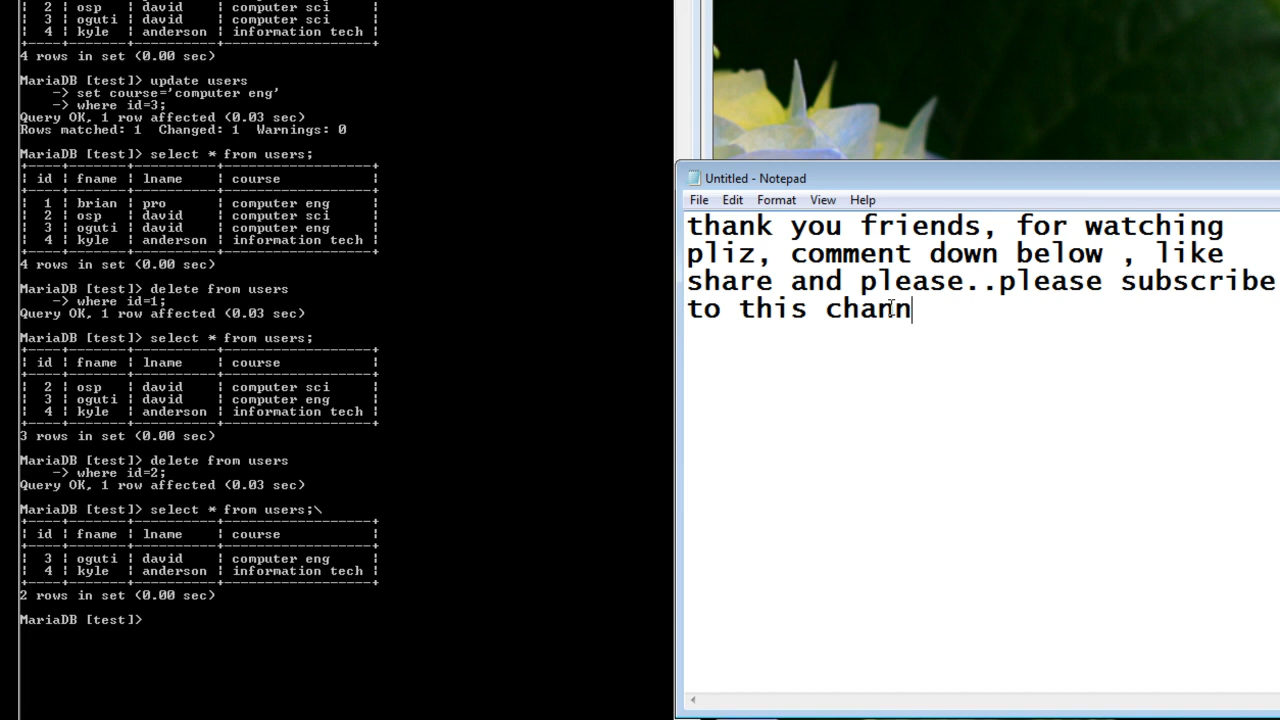 | 2 | osp | david | computer sci |
| 3 | oguti | david | computer sci |
| 4 | kyle | anderson | information tech |
4 rows in set (0.00 sec)
MariaDB [test]> update users
-> set course='computer eng'
-> where id=3;
Query OK, 1 row affected (0.03 sec)
Rows matched: 1 Changed: 1 Warnings: 0
MariaDB [test]> select * from users;
| id | fname | lname | course |
| 1 | brian | pro | computer eng |
| 2 | osp | david | computer sci |
| 3 | oguti | david | computer eng |
| 4 | kyle | anderson | information tech |
4 rows in set (0.00 sec)
MariaDB [test]> delete from users
-> where id=1;
Query OK, 1 row affected (0.03 sec)
MariaDB [test]> select * from users;
| id | fname | lname | course |
| 2 | osp | david | computer sci |
| 3 | oguti | david | computer eng |
| 4 | kyle | anderson | information tech |
3 rows in set (0.00 sec)
MariaDB [test]> delete from users
-> where id=2;
Query OK, 1 row affected (0.03 sec)
MariaDB [test]> select * from users;\
| id | fname | lname | course |
| 3 | oguti | david | computer eng |
| 4 | kyle | anderson | information tech |
2 rows in set (0.00 sec)
MariaDB [test]>
Untitled - Notepad
File Edit Format View Help
thank you friends, for watching
pliz, comment down below , like
share and please..please subscribe
to this chann